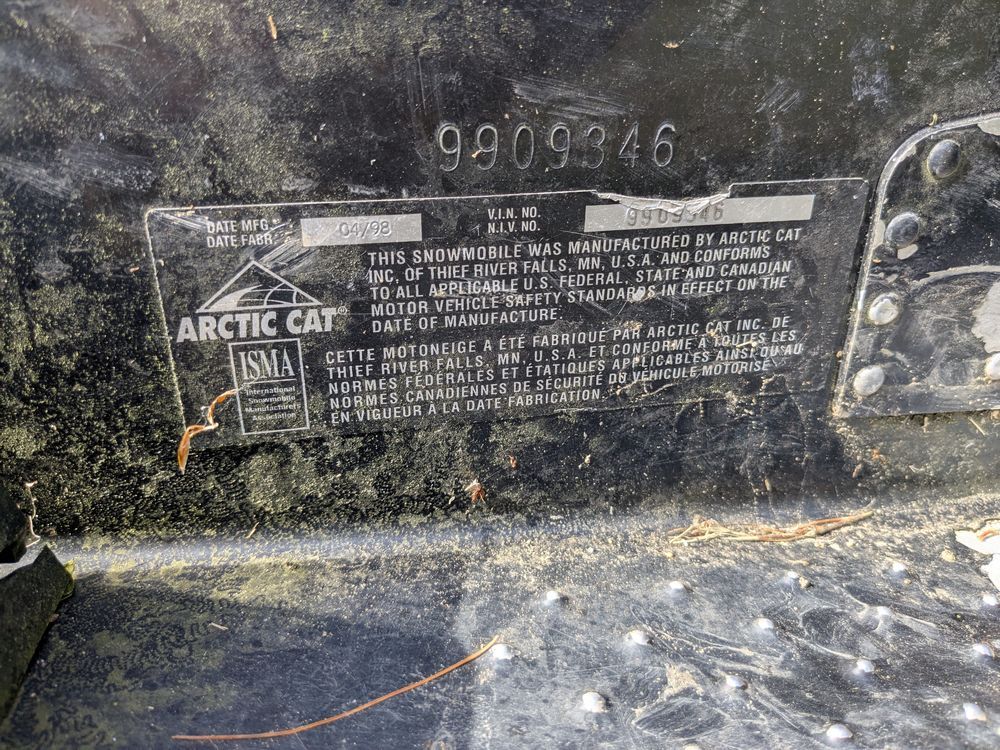 9909346
DATE MFG.
DATE FABR.
04/98
V.I.N. NO.
N.I.V. NO.
9909346
THIS SNOWMOBILE WAS MANUFACTURED BY ARCTIC CAT
INC. OF THIEF RIVER FALLS, MN, U.S.A. AND CONFORMS
TO ALL APPLICABLE U.S. FEDERAL, STATE AND CANADIAN
MOTOR VEHICLE SAFETY STANDARDS IN EFFECT ON THE
DATE OF MANUFACTURE.
ARCTIC CAT®
CETTE MOTONEIGE A ÉTÉ FABRIQUÉ PAR ARCTIC CAT INC. DE
THIEF RIVER FALLS, MN, U.S.A. ET CONFORME À TOUTES LES
NORMES FÉDÉRALES ET ÉTATIQUES APPLICABLES AINSI QU'AU
NORMES CANADIENNES DE SÉCURITÉ DU VÉHICULE MOTORISÉ
EN VIGUEUR À LA DATE FABRICATION.
ISMA
International
Snowmobile
Manufacturers
Association